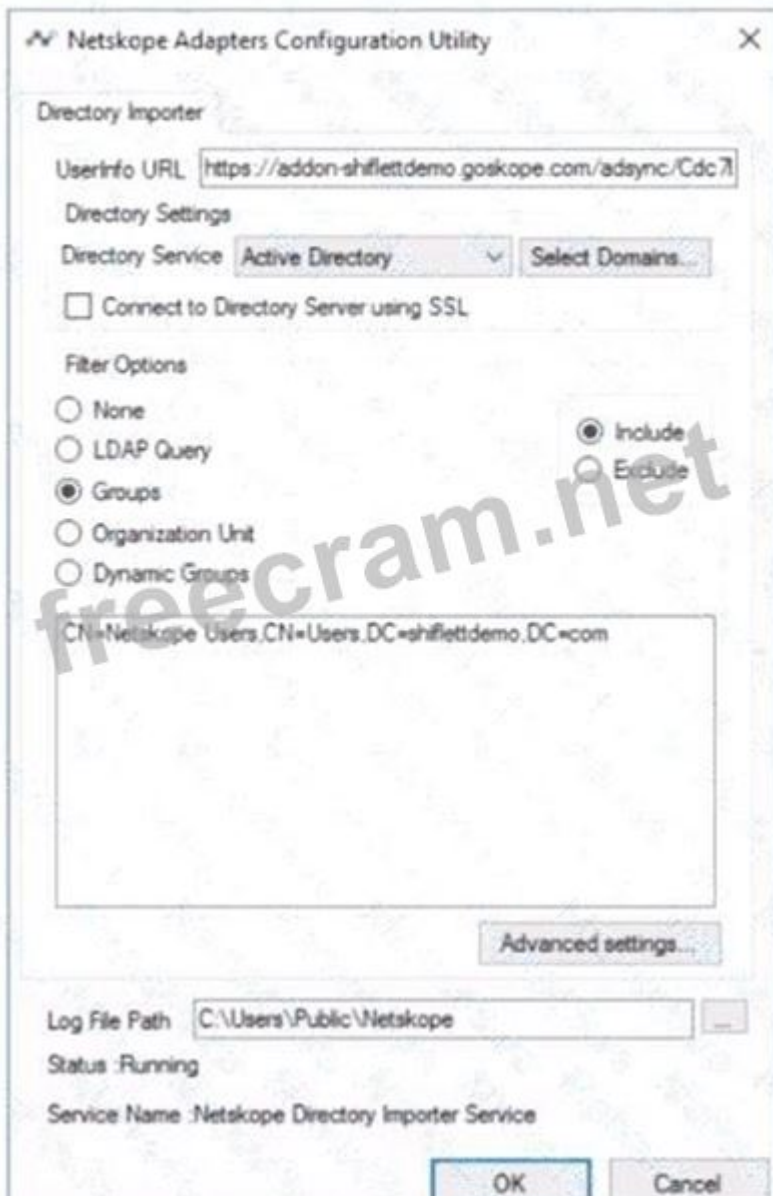 Netskope Adapters Configuration Utility
Directory Importer
UserInfo URL https://addon-shiflettdemo.goskope.com/adsync/Cdc7
Directory Settings
Directory Service Active Directory Select Domains...
Connect to Directory Server using SSL
Filter Options
None
LDAP Query
Groups
Organization Unit
Dynamic Groups
Include
Exclude
freecram.net
CN=Netskope Users,CN=Users,DC=shiflettdemo,DC=com
Advanced settings...
Log File Path C:\Users\Public\Netskope ...
Status :Running
Service Name :Netskope Directory Importer Service
OK Cancel